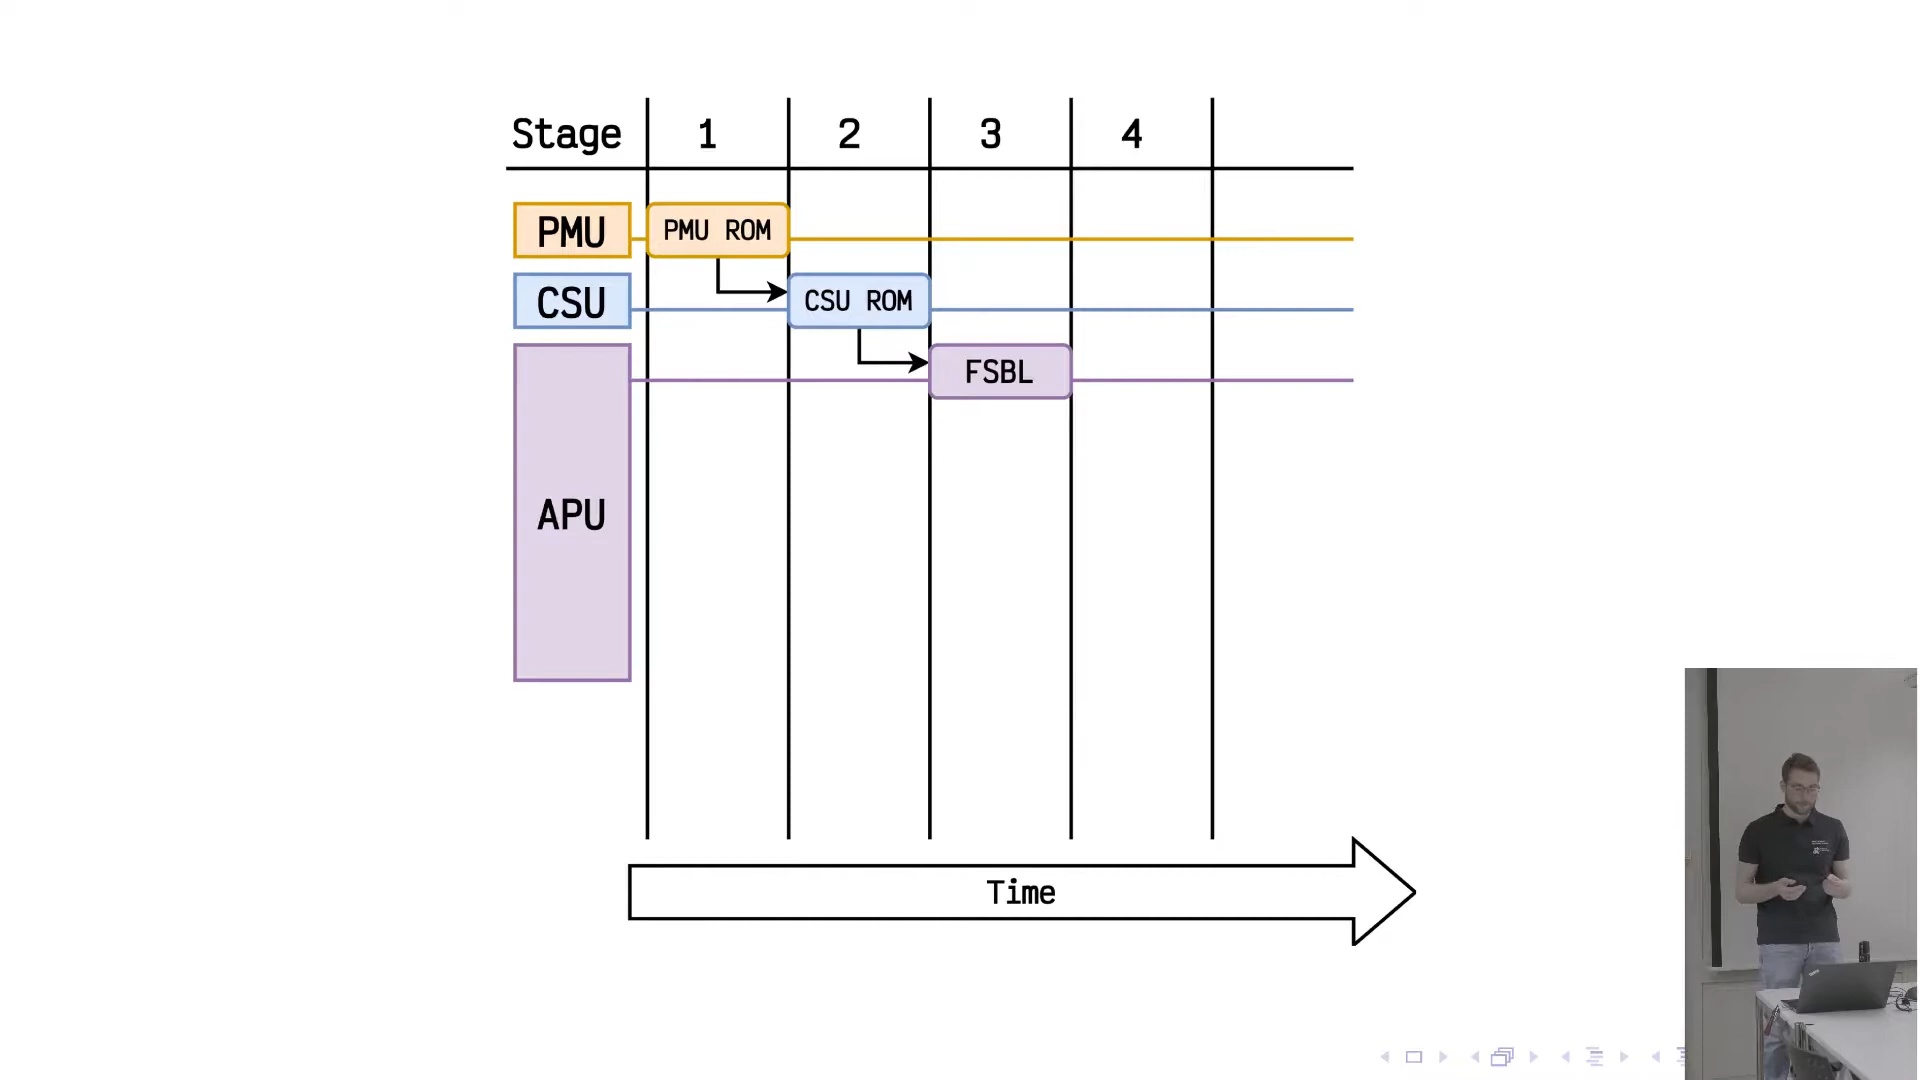 Stage 1 2 3 4
PMU PMU ROM
CSU CSU ROM
FSBL
APU
Time